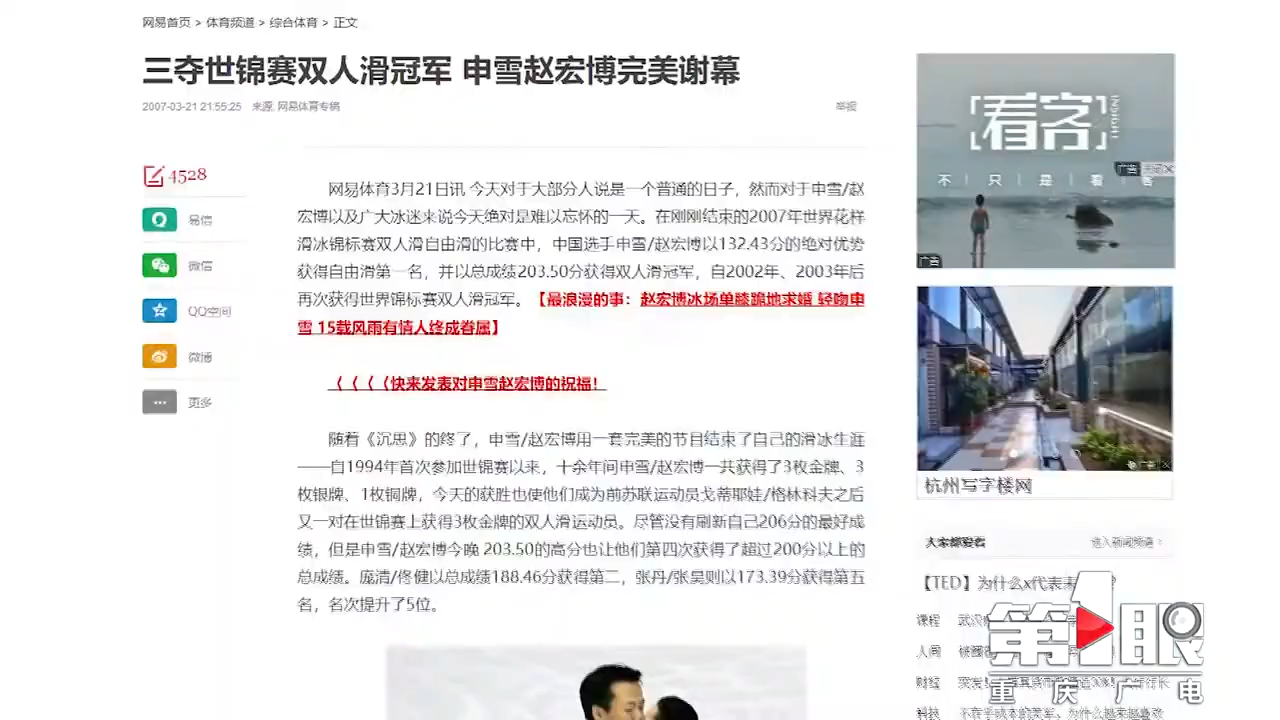 网易首页 > 体育频道 > 综合体育 > 正文
三夺世锦赛双人滑冠军 申雪赵宏博完美谢幕
2007-03-21 21:55:25 来源: 网易体育专稿
举报
4528
易信
微信
QQ空间
微博
更多
网易体育3月21日讯 今天对于大部分人说是一个普通的日子，然而对于申雪/赵
宏博以及广大冰迷来说今天绝对是难以忘怀的一天。在刚刚结束的2007年世界花样
滑冰锦标赛双人滑自由滑的比赛中，中国选手申雪/赵宏博以132.43分的绝对优势
获得自由滑第一名，并以总成绩203.50分获得双人滑冠军，自2002年、2003年后
再次获得世界锦标赛双人滑冠军。【最浪漫的事：赵宏博冰场单膝跪地求婚 轻吻申
雪 15载风雨有情人终成眷属】
〈〈〈〈快来发表对申雪赵宏博的祝福！
随着《沉思》的终了，申雪/赵宏博用一套完美的节目结束了自己的滑冰生涯
——自1994年首次参加世锦赛以来，十余年间申雪/赵宏博一共获得了3枚金牌、3
枚银牌、1枚铜牌，今天的获胜也使他们成为前苏联运动员戈蒂耶娃/格林科夫之后
又一对在世锦赛上获得3枚金牌的双人滑运动员。尽管没有刷新自己206分的最好成
绩，但是申雪/赵宏博今晚 203.50的高分也让他们第四次获得了超过200分以上的
总成绩。庞清/佟健以总成绩188.46分获得第二，张丹/张昊则以173.39分获得第五
名，名次提升了5位。
[看客] INSIGHT
不 | 只 | 是 | 看 | 客
广告
广告
杭州写字楼网
大家都爱看
进入新闻频道
【TED】为什么x代表未
课程
人间
财经
科技
第1眼
重庆广电